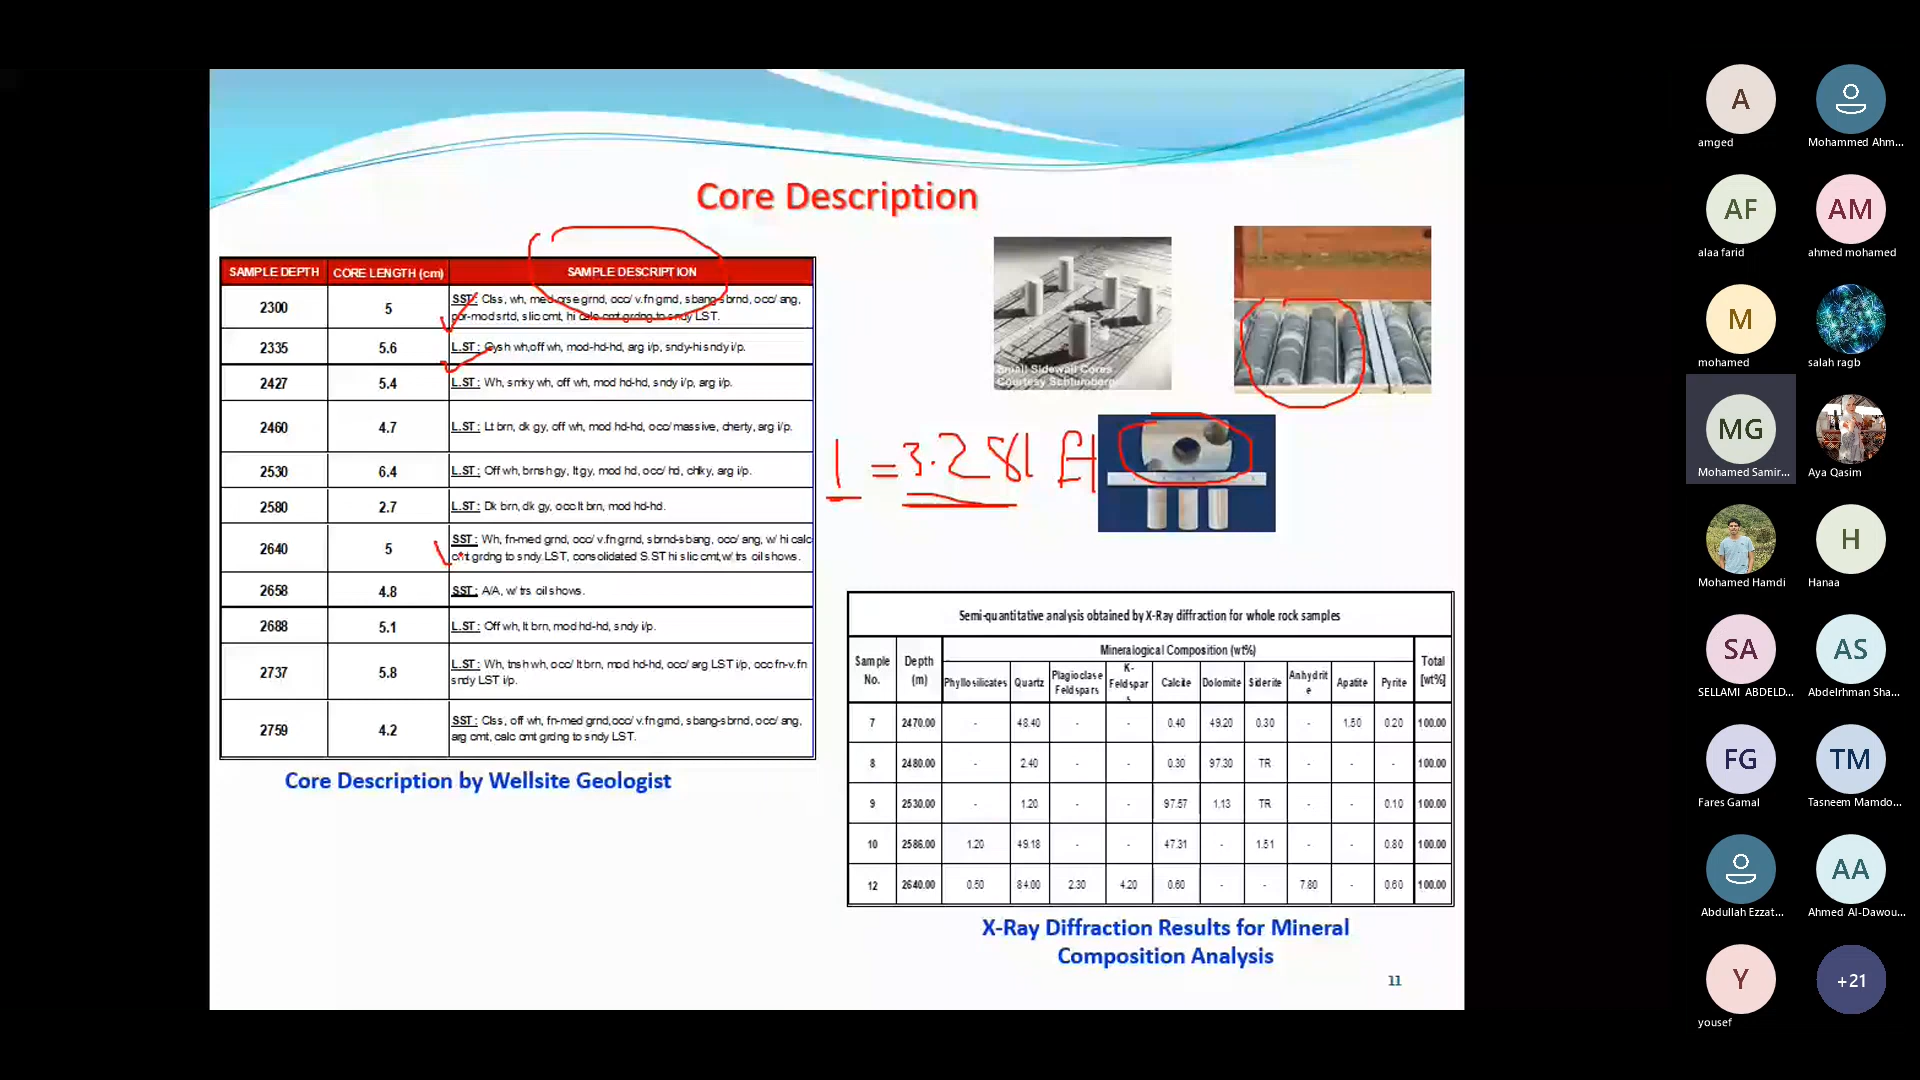 Core Description
SAMPLE DEPTH CORE LENGTH (cm) SAMPLE DESCRIPTION
2300 5 SST: Clss, wh, med-crse grnd, occ/ v.fn grnd, sbang-sbrnd, occ/ ang,
por-mod srtd, slic cmt, hi calc cmt grdng to sndy LST.
2335 5.6 L.ST: Gysh wh,off wh, mod-hd-hd, arg i/p, sndy-hi sndy i/p.
2427 5.4 L.ST: Wh, smky wh, off wh, mod hd-hd, sndy i/p, arg i/p.
2460 4.7 L.ST: Lt brn, dk gy, off wh, mod hd-hd, occ/ massive, cherty, arg i/p.
2530 6.4 L.ST: Off wh, brnsh gy, lt gy, mod hd, occ/ hd, chlky, arg i/p.
2580 2.7 L.ST: Dk brn, dk gy, occ lt brn, mod hd-hd.
2640 5 SST: Wh, fn-med grnd, occ/ v.fn grnd, sbrnd-sbang, occ/ ang, w/ hi calc
cmt grdng to sndy LST, consolidated S.ST hi slic cmt,w/ trs oil shows.
2658 4.8 SST: A/A, w/ trs oil shows.
2688 5.1 L.ST: Off wh, lt brn, mod hd-hd, sndy i/p.
2737 5.8 L.ST: Wh, tnsh wh, occ/ lt brn, mod hd-hd, occ/ arg LST i/p, occ fn-v.fn
sndy LST i/p.
2759 4.2 SST: Clss, off wh, fn-med grnd,occ/ v.fn grnd, sbang-sbrnd, occ/ ang,
arg cmt, calc cmt grdng to sndy LST.
Core Description by Wellsite Geologist
Small Sidewall Cores
Courtesy Schlumberger
1 = 3.281 ft
Semi-quantitative analysis obtained by X-Ray diffraction for whole rock samples
Sample No. Depth (m) Mineralogical Composition (wt%) Total [wt%]
Phyllosilicates Quartz Plagioclase Feldspars K-Feldspars Calcite Dolomite Siderite Anhydrite Apatite Pyrite
7 2470.00 - 48.40 - - 0.40 49.20 0.30 - 1.50 0.20 100.00
8 2480.00 - 2.40 - - 0.30 97.30 TR - - - 100.00
9 2530.00 - 1.20 - - 97.57 1.13 TR - - 0.10 100.00
10 2586.00 1.20 49.18 - - 47.31 - 1.51 - - 0.80 100.00
12 2640.00 0.50 84.00 2.30 4.20 0.60 - - 7.80 - 0.60 100.00
X-Ray Diffraction Results for Mineral
Composition Analysis
11
A
amged
Mohammed Ahm...
AF
alaa farid
AM
ahmed mohamed
M
mohamed
salah ragb
MG
Mohamed Samir...
Aya Qasim
Mohamed Hamdi
H
Hanaa
SA
SELLAMI ABDELD...
AS
Abdelrhman Sha...
FG
Fares Gamal
TM
Tasneem Mamdo...
Abdullah Ezzat...
AA
Ahmed Al-Dawou...
Y
yousef
+21